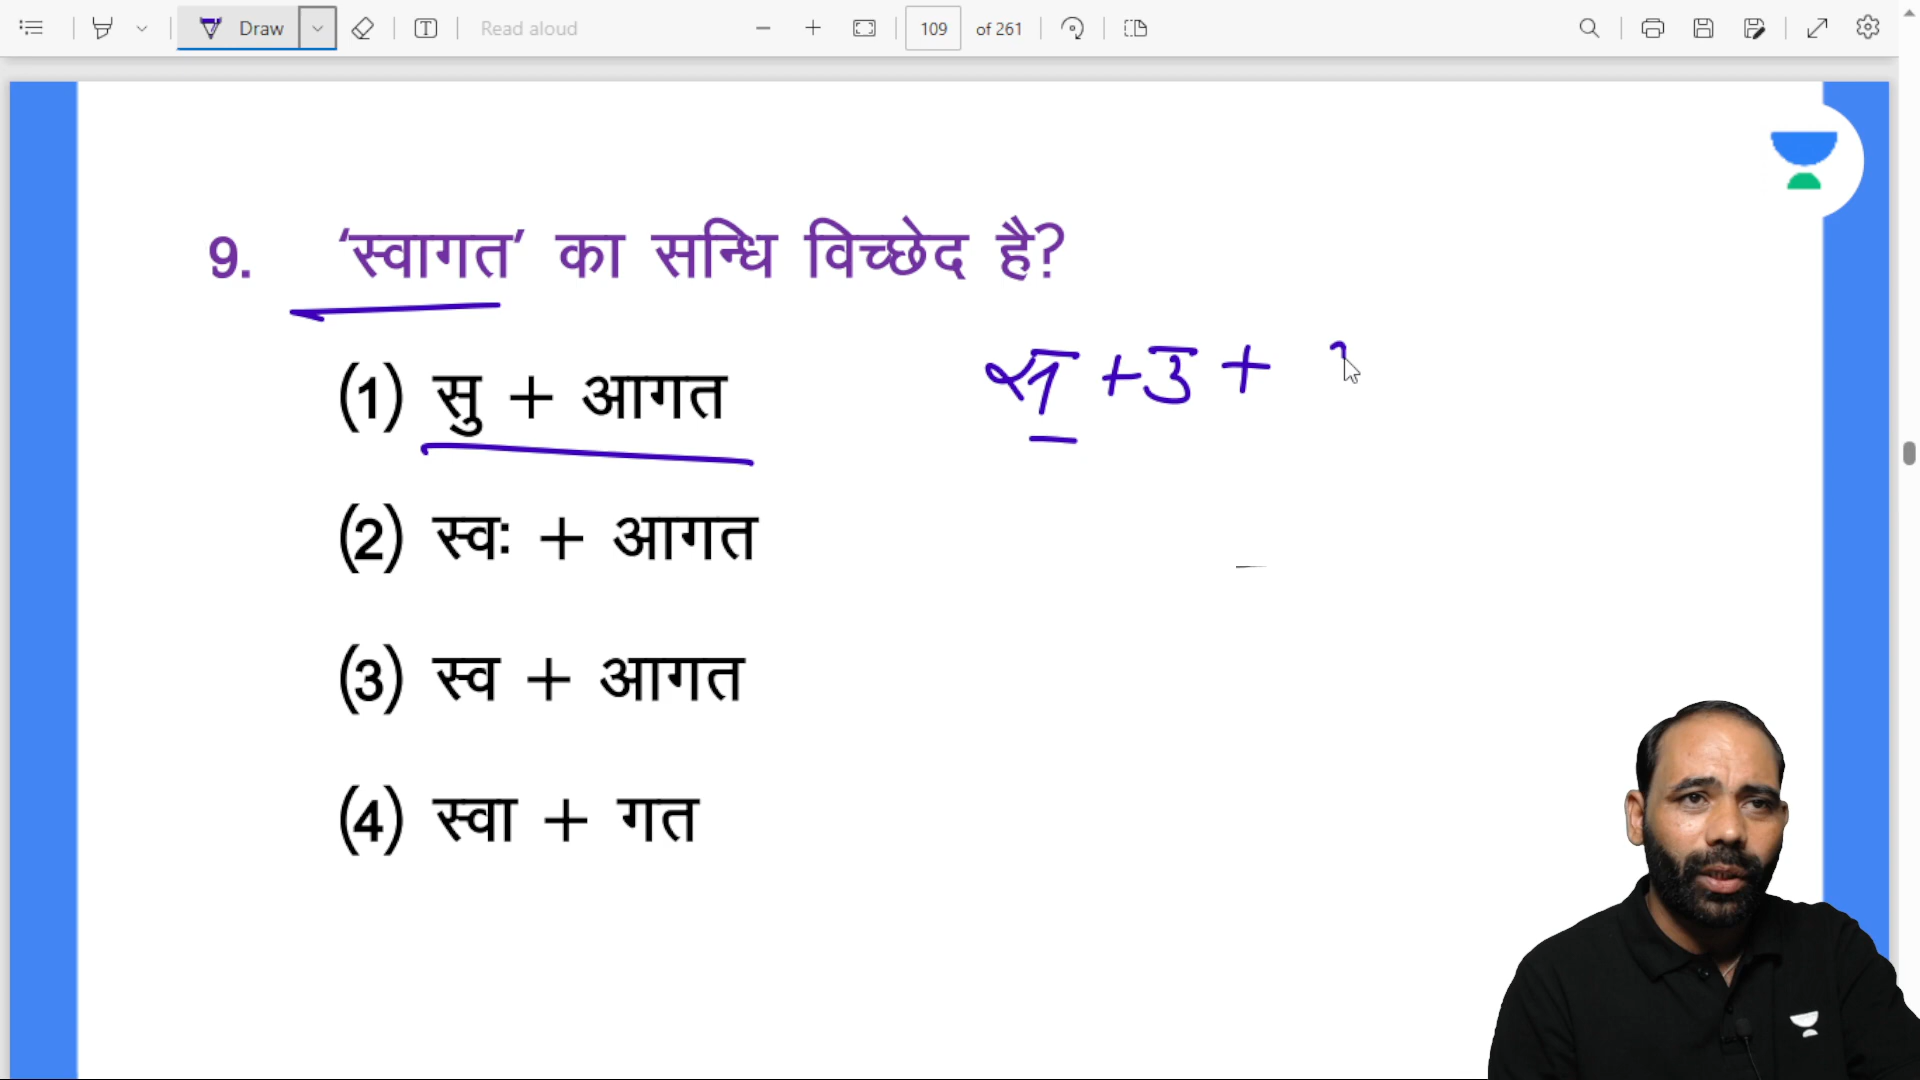 Draw
Read aloud
109 of 261
9. ‘स्वागत’ का सन्धि विच्छेद है?
(1) सु + आगत
स् + उ +
(2) स्वः + आगत
(3) स्व + आगत
(4) स्वा + गत